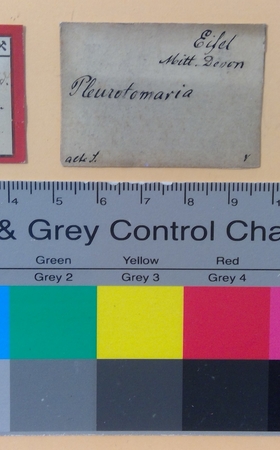 Eifel
Mitt. Devon
Pleurotomaria
4 5 6 7 8 9
& Grey Control Cha
Green Yellow Red
Grey 2 Grey 3 Grey 4